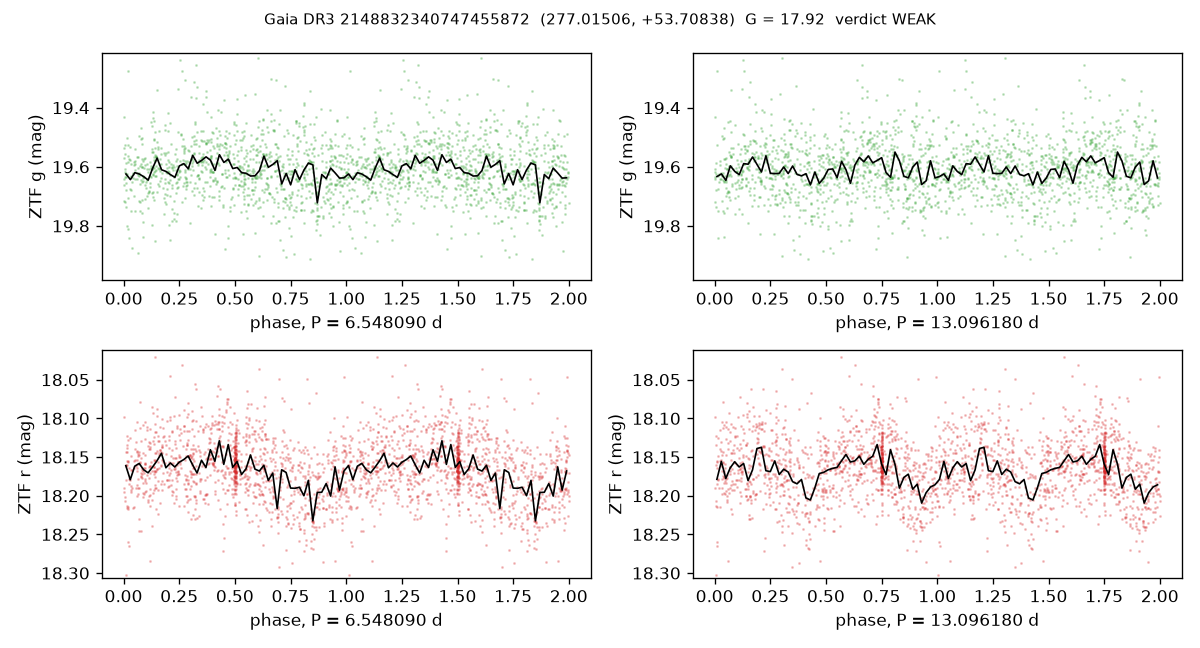 Gaia DR3 2148832340747455872  (277.01506, +53.70838)  G = 17.92  verdict WEAK
ZTF g (mag)
19.4
19.6
19.8
0.00 0.25 0.50 0.75 1.00 1.25 1.50 1.75 2.00
phase, P = 6.548090 d
ZTF g (mag)
19.4
19.6
19.8
0.00 0.25 0.50 0.75 1.00 1.25 1.50 1.75 2.00
phase, P = 13.096180 d
ZTF r (mag)
18.05
18.10
18.15
18.20
18.25
18.30
0.00 0.25 0.50 0.75 1.00 1.25 1.50 1.75 2.00
phase, P = 6.548090 d
ZTF r (mag)
18.05
18.10
18.15
18.20
18.25
18.30
0.00 0.25 0.50 0.75 1.00 1.25 1.50 1.75 2.00
phase, P = 13.096180 d